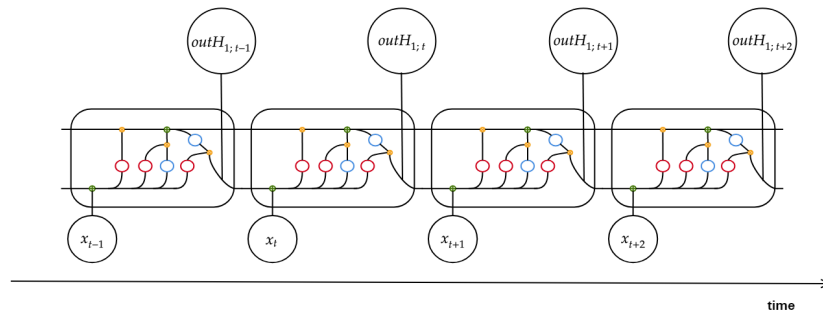 outH1; t−1
outH1; t
outH1; t+1
outH1; t+2
xt−1
xt
xt+1
xt+2
time